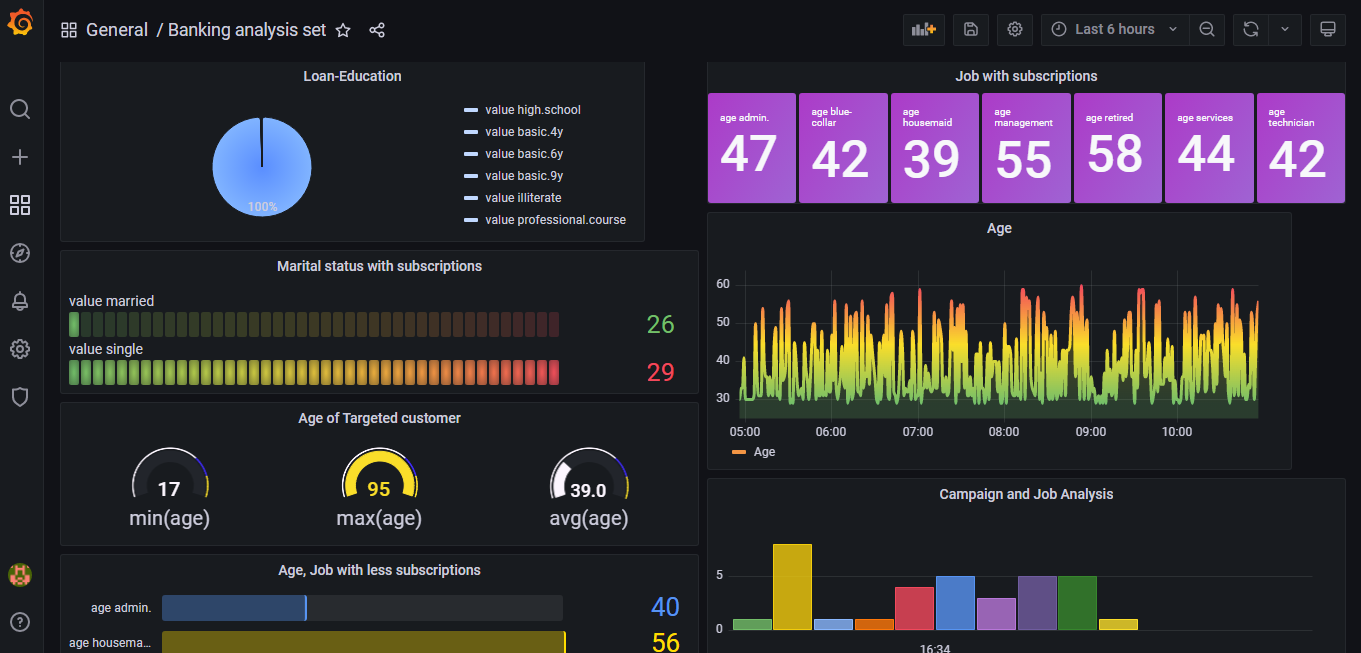 General / Banking analysis set
Last 6 hours
Loan-Education
100%
value high.school
value basic.4y
value basic.6y
value basic.9y
value illiterate
value professional.course
Job with subscriptions
age admin.
47
age blue-
collar
42
age
housemaid
39
age
management
55
age retired
58
age services
44
age
technician
42
Marital status with subscriptions
value married
26
value single
29
Age
60
50
40
30
05:00 06:00 07:00 08:00 09:00 10:00
Age
Age of Targeted customer
17
min(age)
95
max(age)
39.0
avg(age)
Campaign and Job Analysis
5
0
16:34
Age, Job with less subscriptions
age admin.
40
age housema...
56